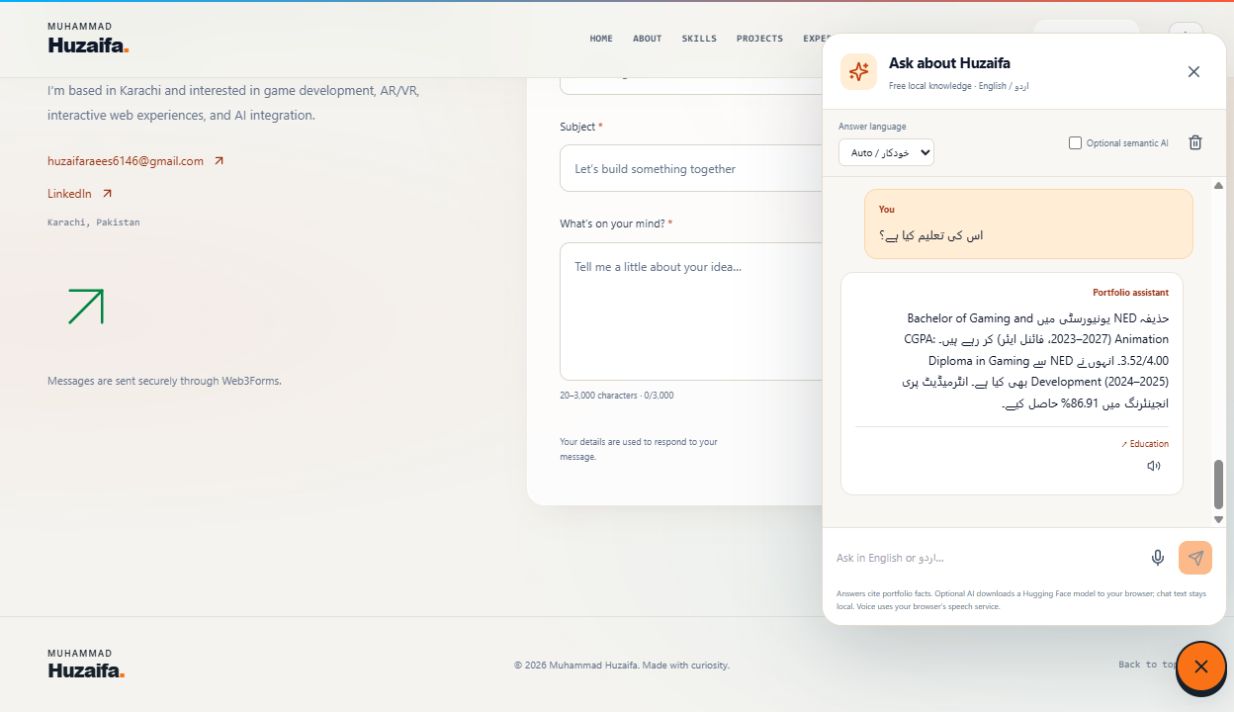 MUHAMMAD
Huzaifa.
HOME ABOUT SKILLS PROJECTS
I'm based in Karachi and interested in game development, AR/VR,
interactive web experiences, and AI integration.
huzaifaraees6146@gmail.com
LinkedIn
Karachi, Pakistan
Messages are sent securely through Web3Forms.
Subject *
Let's build something together
What's on your mind? *
Tell me a little about your idea...
20–3,000 characters · 0/3,000
Your details are used to respond to your
message.
Ask about Huzaifa
Free local knowledge · English / اردو
Answer language
Auto / خودکار
Optional semantic AI
You
اس کی تعلیم کیا ہے؟
Portfolio assistant
حذیفہ NED یونیورسٹی میں Bachelor of Gaming and
Animation (2023–2027، فائنل ایئر) کر رہے ہیں۔ CGPA:
3.52/4.00۔ انہوں نے NED سے Diploma in Gaming
Development (2024–2025) بھی کیا ہے۔ انٹرمیڈیٹ پری
انجینئرنگ میں 86.91% حاصل کیے۔
Education
Ask in English or اردو...
Answers cite portfolio facts. Optional AI downloads a Hugging Face model to your browser; chat text stays
local. Voice uses your browser's speech service.
MUHAMMAD
Huzaifa.
© 2026 Muhammad Huzaifa. Made with curiosity.
Back to top